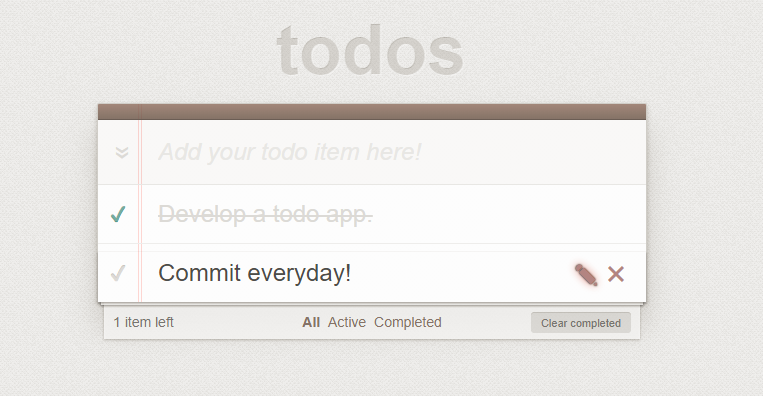 todos
Add your todo item here!
Develop a todo app.
Commit everyday!
1 item left All Active Completed Clear completed